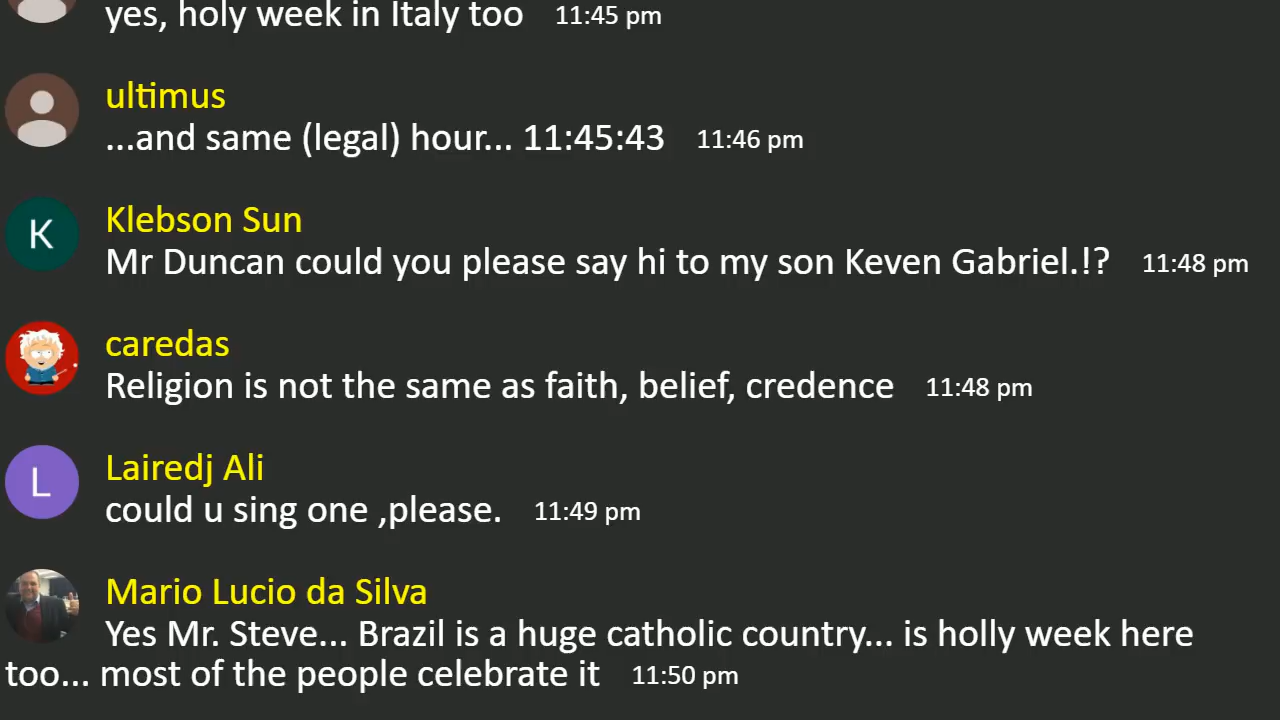 yes, holy week in Italy too 11:45 pm
ultimus
...and same (legal) hour... 11:45:43 11:46 pm
K
Klebson Sun
Mr Duncan could you please say hi to my son Keven Gabriel.!? 11:48 pm
caredas
Religion is not the same as faith, belief, credence 11:48 pm
L
Lairedj Ali
could u sing one ,please. 11:49 pm
Mario Lucio da Silva
Yes Mr. Steve... Brazil is a huge catholic country... is holly week here
too... most of the people celebrate it 11:50 pm